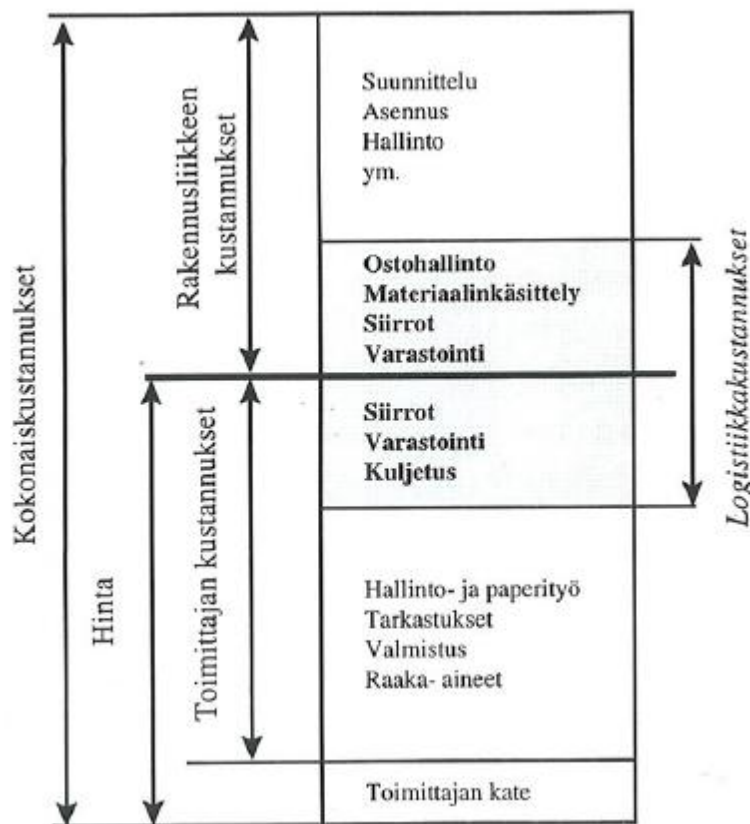 Kokonaiskustannukset
Hinta
Rakennusliikkeen
kustannukset
Toimittajan kustannukset
Suunnittelu
Asennus
Hallinto
ym.
Ostohallinto
Materiaalinkäsittely
Siirrot
Varastointi
Siirrot
Varastointi
Kuljetus
Hallinto- ja paperityö
Tarkastukset
Valmistus
Raaka- aineet
Toimittajan kate
Logistiikkakustannukset